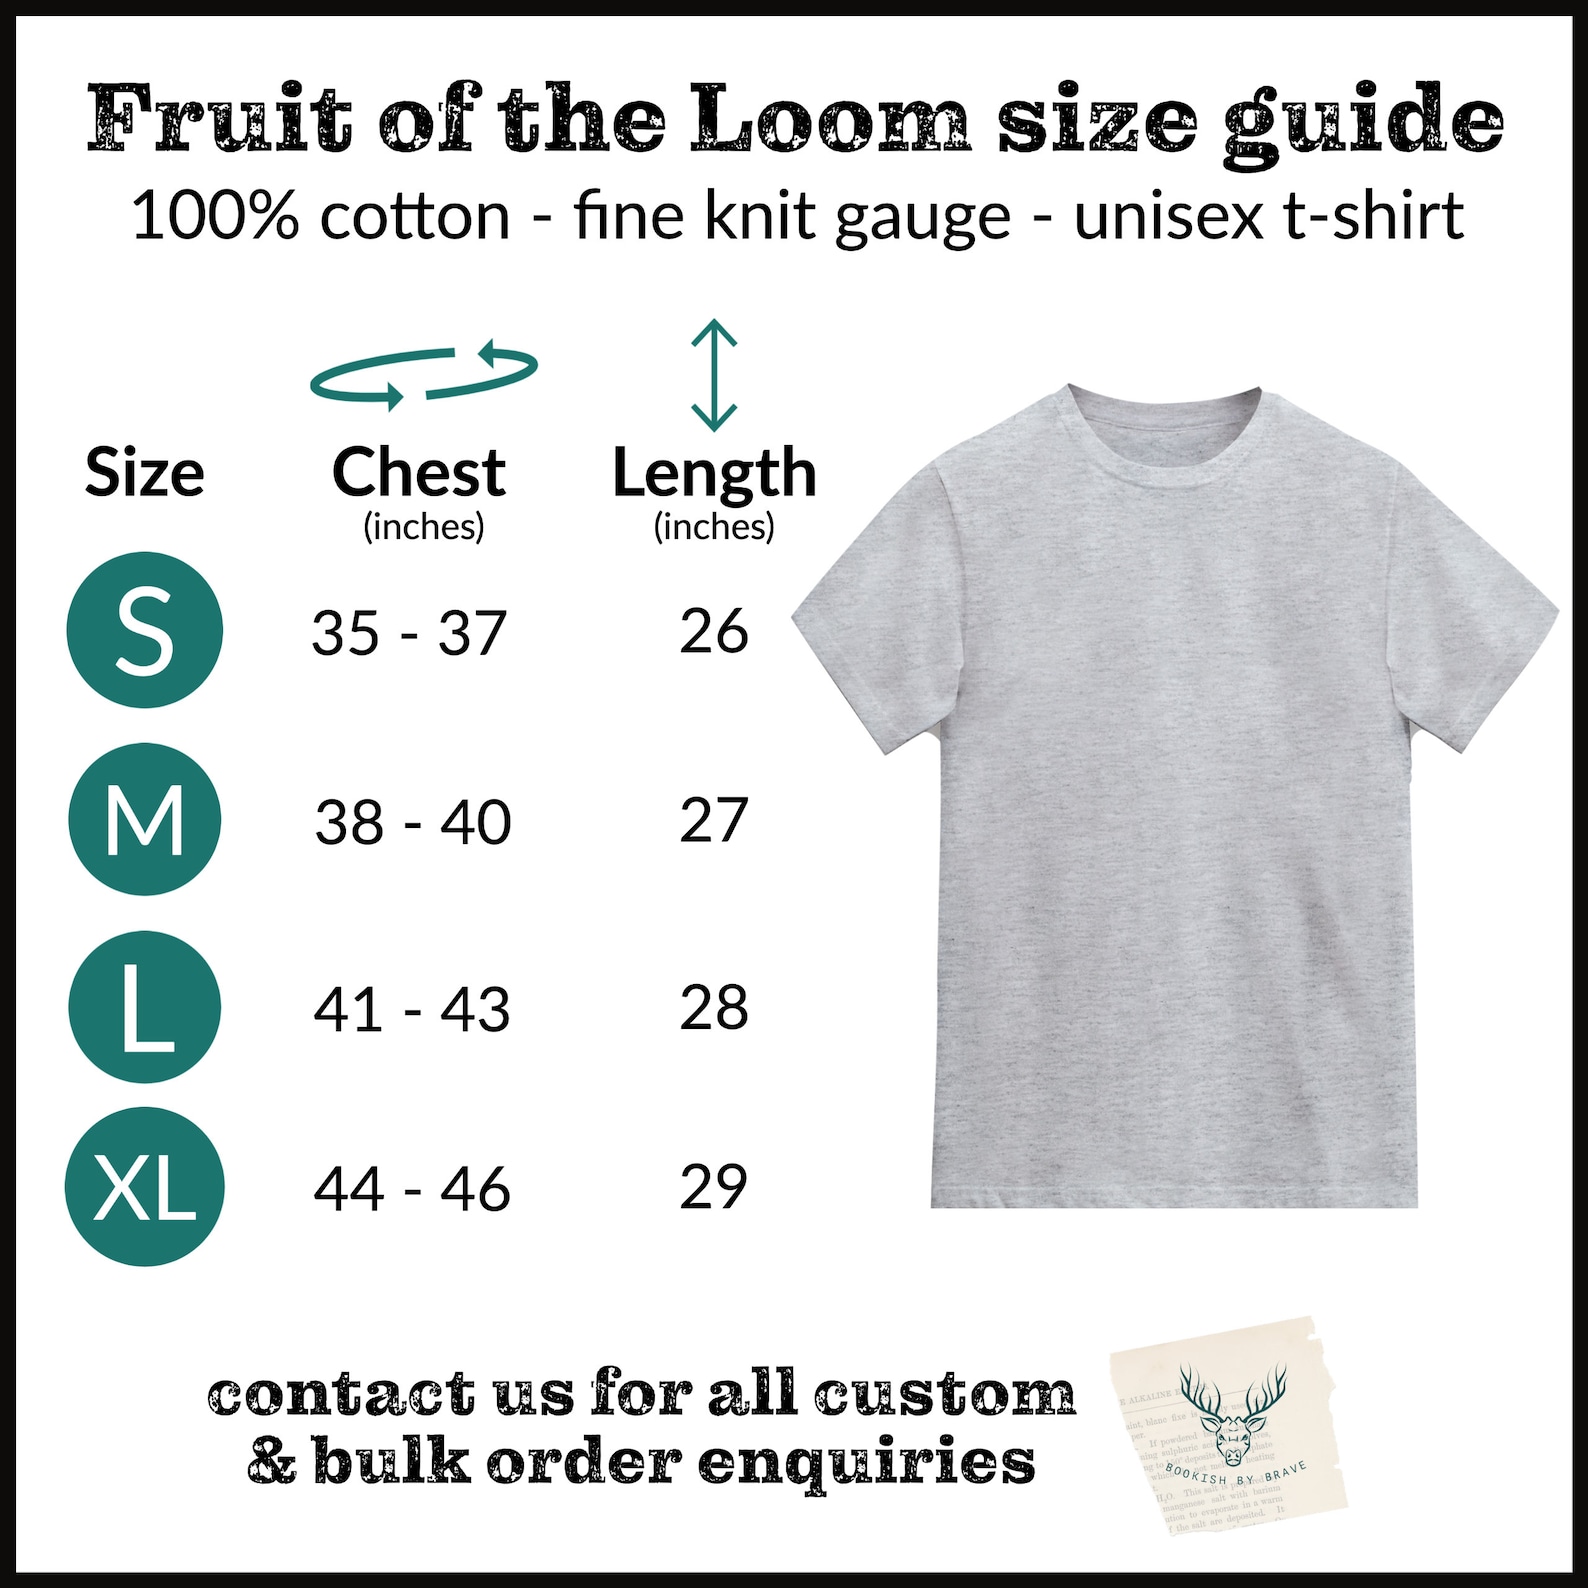 Fruit of the Loom size guide
100% cotton - fine knit gauge - unisex t-shirt
Size Chest Length
(inches) (inches)
S 35 - 37 26
M 38 - 40 27
L 41 - 43 28
XL 44 - 46 29
contact us for all custom
& bulk order enquiries
BOOKISH BY BRAVE